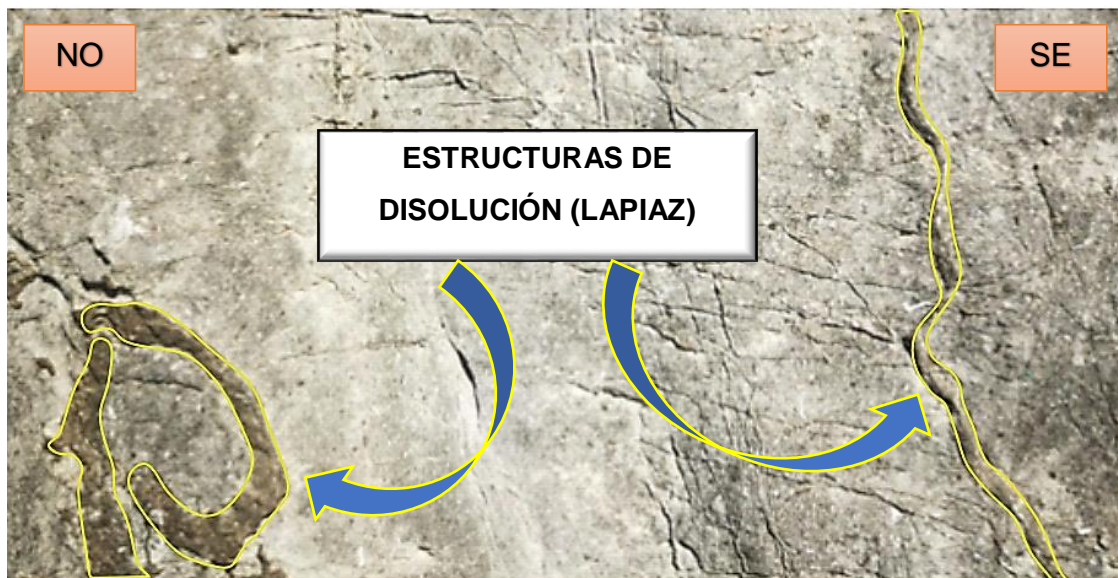 NO
SE
ESTRUCTURAS DE
DISOLUCIÓN (LAPIAZ)